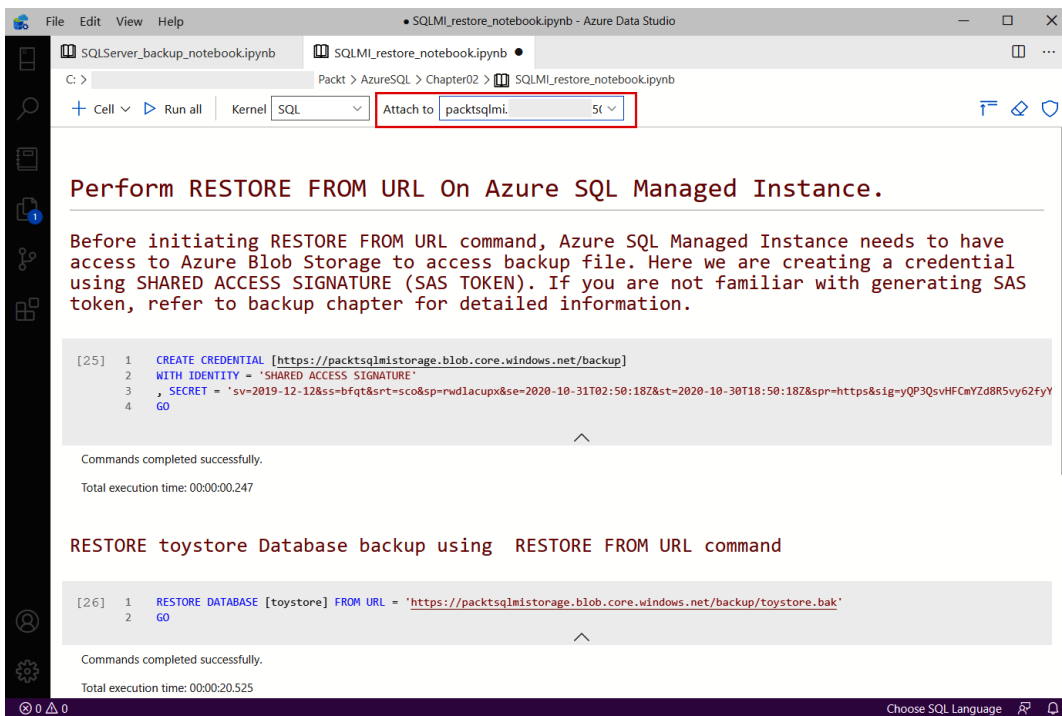 File Edit View Help
● SQLMI_restore_notebook.ipynb - Azure Data Studio
SQLServer_backup_notebook.ipynb
SQLMI_restore_notebook.ipynb ●
C: > Packt > AzureSQL > Chapter02 > SQLMI_restore_notebook.ipynb
+ Cell Run all Kernel SQL Attach to packtsqlmi. 50
Perform RESTORE FROM URL On Azure SQL Managed Instance.
Before initiating RESTORE FROM URL command, Azure SQL Managed Instance needs to have
access to Azure Blob Storage to access backup file. Here we are creating a credential
using SHARED ACCESS SIGNATURE (SAS TOKEN). If you are not familiar with generating SAS
token, refer to backup chapter for detailed information.
[25] 1 CREATE CREDENTIAL [https://packtsqlmistorage.blob.core.windows.net/backup]
2 WITH IDENTITY = 'SHARED ACCESS SIGNATURE'
3 , SECRET = 'sv=2019-12-12&ss=bfqt&srt=sco&sp=rwdlacupx&se=2020-10-31T02:50:18Z&st=2020-10-30T18:50:18Z&spr=https&sig=yQP3QsvHFCmYZd8R5vy62fyY
4 GO
Commands completed successfully.
Total execution time: 00:00:00.247
RESTORE toystore Database backup using RESTORE FROM URL command
[26] 1 RESTORE DATABASE [toystore] FROM URL = 'https://packtsqlmistorage.blob.core.windows.net/backup/toystore.bak'
2 GO
Commands completed successfully.
Total execution time: 00:00:20.525
1
0 0
Choose SQL Language